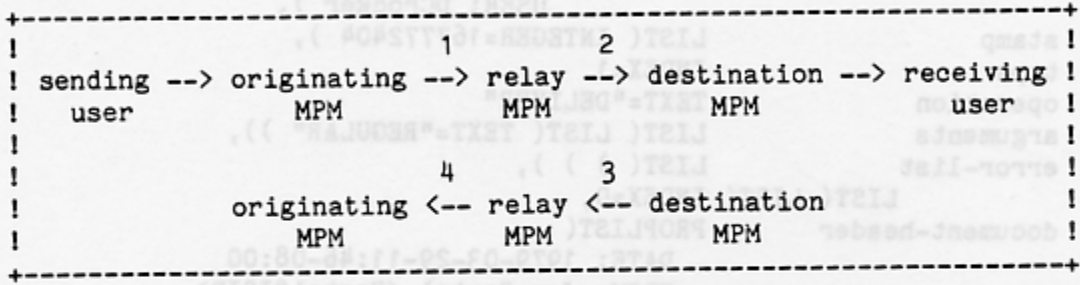 +------------------------------------------------------------------+
! 1 2 !
! sending --> originating --> relay --> destination --> receiving !
! user MPM MPM MPM user !
! !
! 4 3 !
! originating <-- relay <-- destination !
! MPM MPM MPM !
+------------------------------------------------------------------+